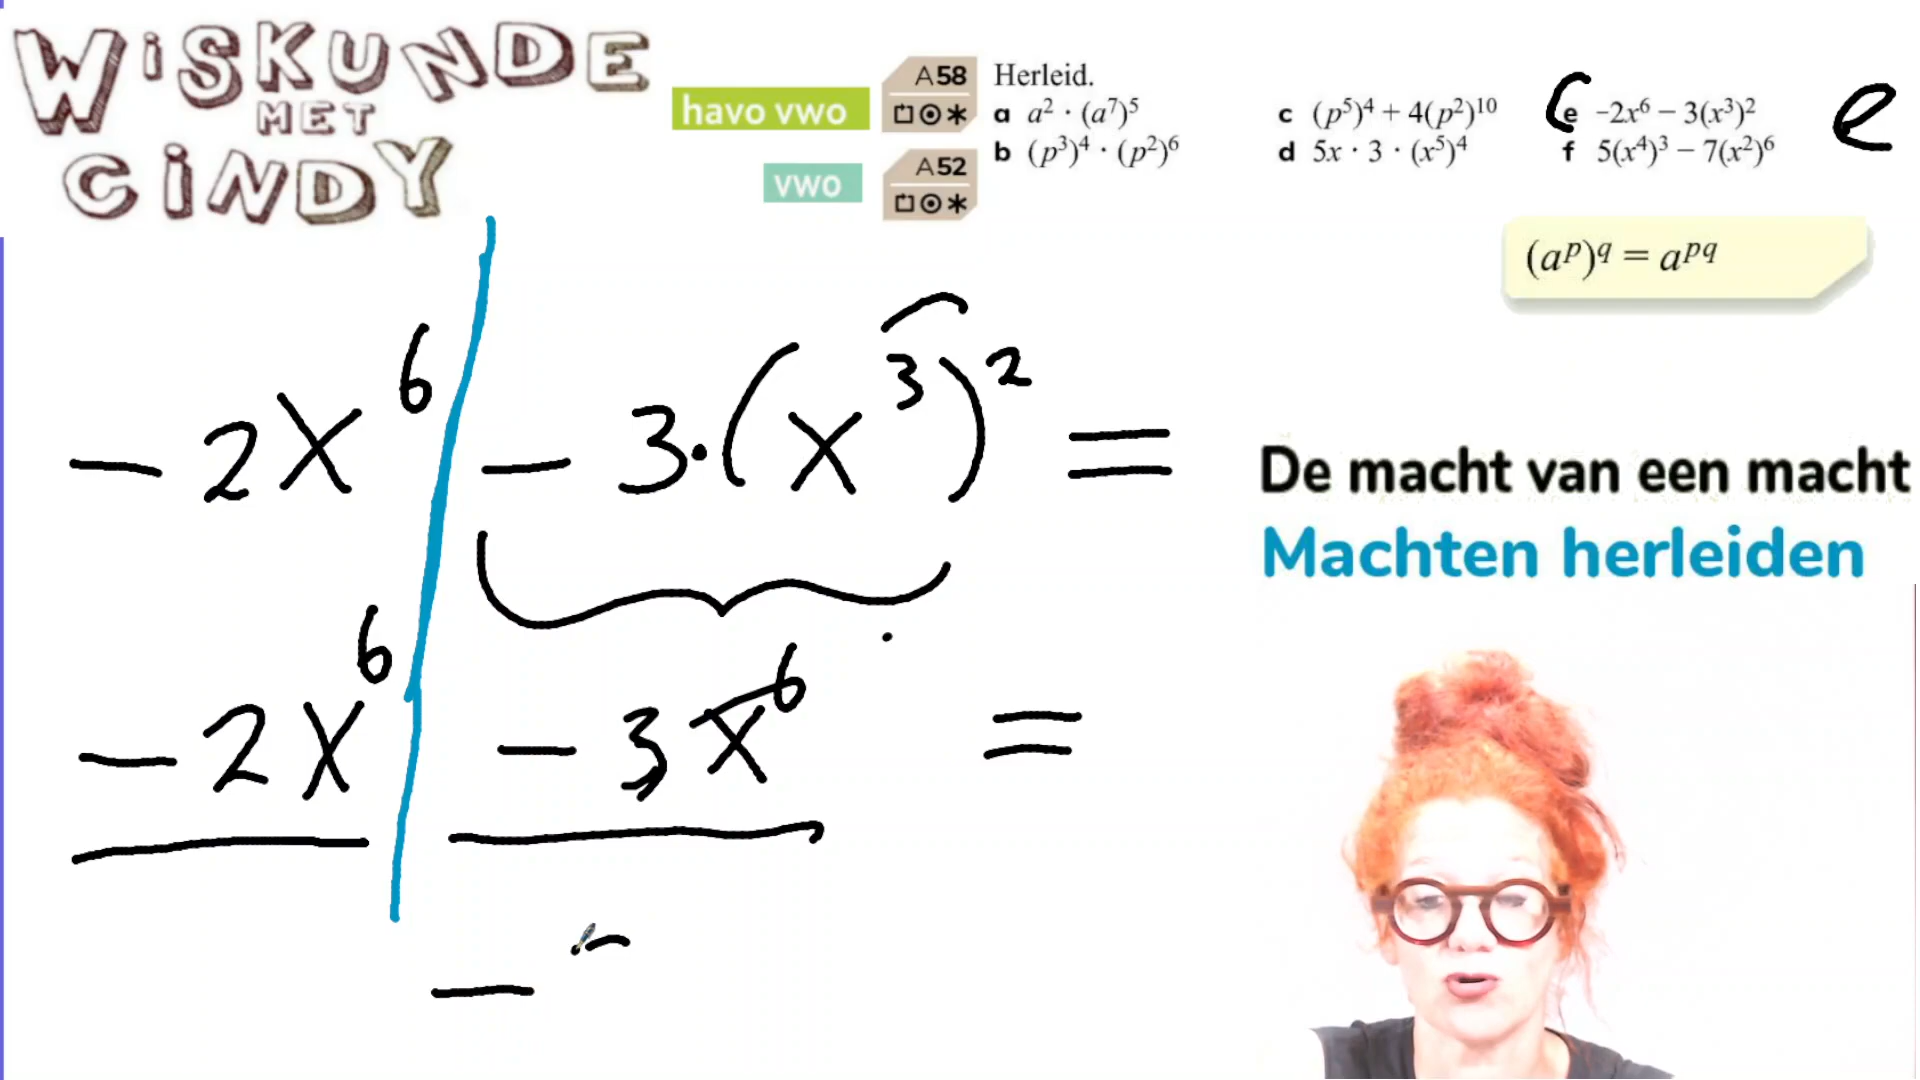 WiSKUNDE
MET
CiNDY
havo vwo
A58
vwo
A52
Herleid.
a a² · (a⁷)⁵
b (p³)⁴ · (p²)⁶
c (p⁵)⁴ + 4(p²)¹⁰
d 5x · 3 · (x⁵)⁴
e -2x⁶ – 3(x³)²
f 5(x⁴)³ – 7(x²)⁶
e
(aᵖ)^q = a^pq
– 2x⁶ – 3·(x³)² =
– 2x⁶ – 3x⁶ =
–
De macht van een macht
Machten herleiden